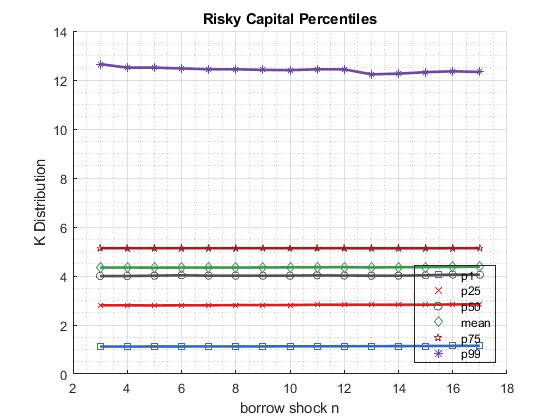 Risky Capital Percentiles
14
12
10
8
6
4
2
0
K Distribution
2
4
6
8
10
12
14
16
18
borrow shock n
p1
p25
p50
mean
p75
p99